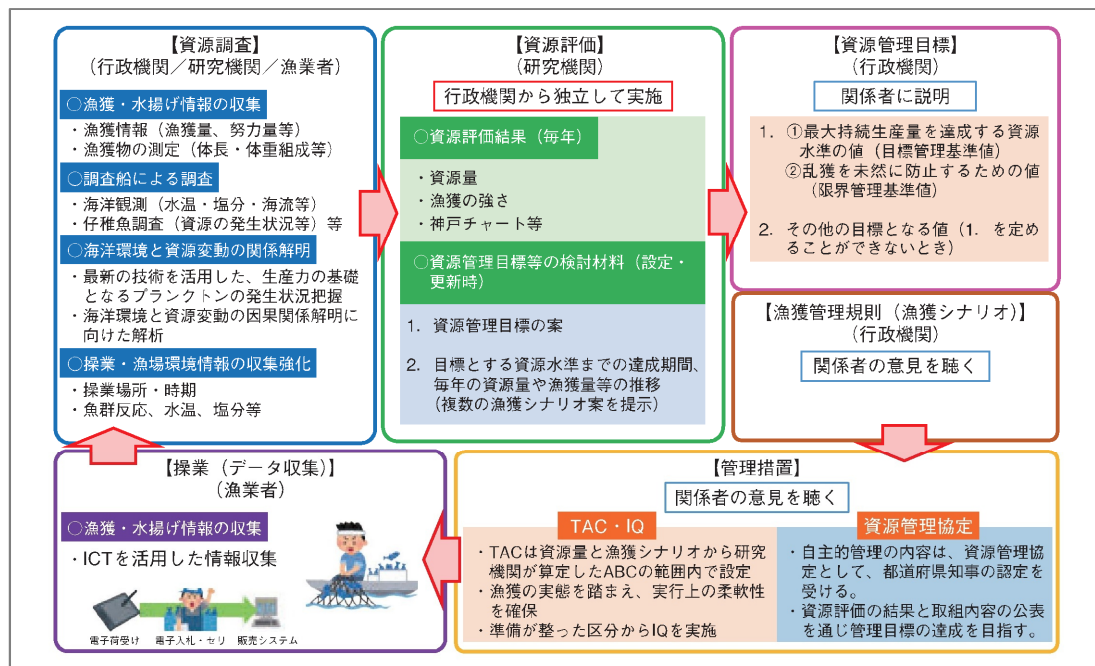 【資源調査】
(行政機関/研究機関/漁業者)
○漁獲・水揚げ情報の収集
・漁獲情報(漁獲量、努力量等)
・漁獲物の測定(体長・体重組成等)
○調査船による調査
・海洋観測(水温・塩分・海流等)
・仔稚魚調査(資源の発生状況等)等
○海洋環境と資源変動の関係解明
・最新の技術を活用した、生産力の基礎
となるプランクトンの発生状況把握
・海洋環境と資源変動の因果関係解明に
向けた解析
○操業・漁場環境情報の収集強化
・操業場所・時期
・魚群反応、水温、塩分等
【資源評価】
(研究機関)
行政機関から独立して実施
○資源評価結果(毎年)
・資源量
・漁獲の強さ
・神戸チャート等
○資源管理目標等の検討材料(設定・
更新時)
1. 資源管理目標の案
2. 目標とする資源水準までの達成期間、
毎年の資源量や漁獲量等の推移
(複数の漁獲シナリオ案を提示)
【資源管理目標】
(行政機関)
関係者に説明
1. ①最大持続生産量を達成する資源
水準の値(目標管理基準値)
②乱獲を未然に防止するための値
(限界管理基準値)
2. その他の目標となる値(1. を定め
ることができないとき)
【漁獲管理規則(漁獲シナリオ)】
(行政機関)
関係者の意見を聴く
【管理措置】
関係者の意見を聴く
TAC・IQ
・TACは資源量と漁獲シナリオから研究
機関が算定したABCの範囲内で設定
・漁獲の実態を踏まえ、実行上の柔軟性
を確保
・準備が整った区分からIQを実施
資源管理協定
・自主的管理の内容は、資源管理協
定として、都道府県知事の認定を
受ける。
・資源評価の結果と取組内容の公表
を通じ管理目標の達成を目指す。
【操業(データ収集)】
(漁業者)
○漁獲・水揚げ情報の収集
・ICTを活用した情報収集
電子荷受け 電子入札・セリ 販売システム